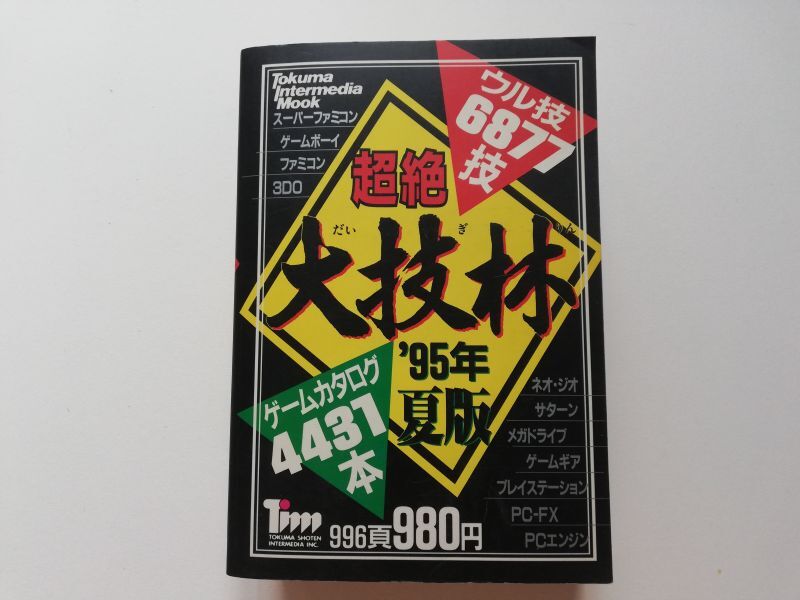 Tokuma
Intermedia
Mook
スーパーファミコン
ゲームボーイ
ファミコン
3DO
ウル技
6877
技
超絶
だい ぎ りん
大技林
'95年
夏版
ゲームカタログ
4431
本
ネオ・ジオ
サターン
メガドライブ
ゲームギア
プレイステーション
PC-FX
PCエンジン
Tim
TOKUMA SHOTEN
INTERMEDIA INC.
996頁980円